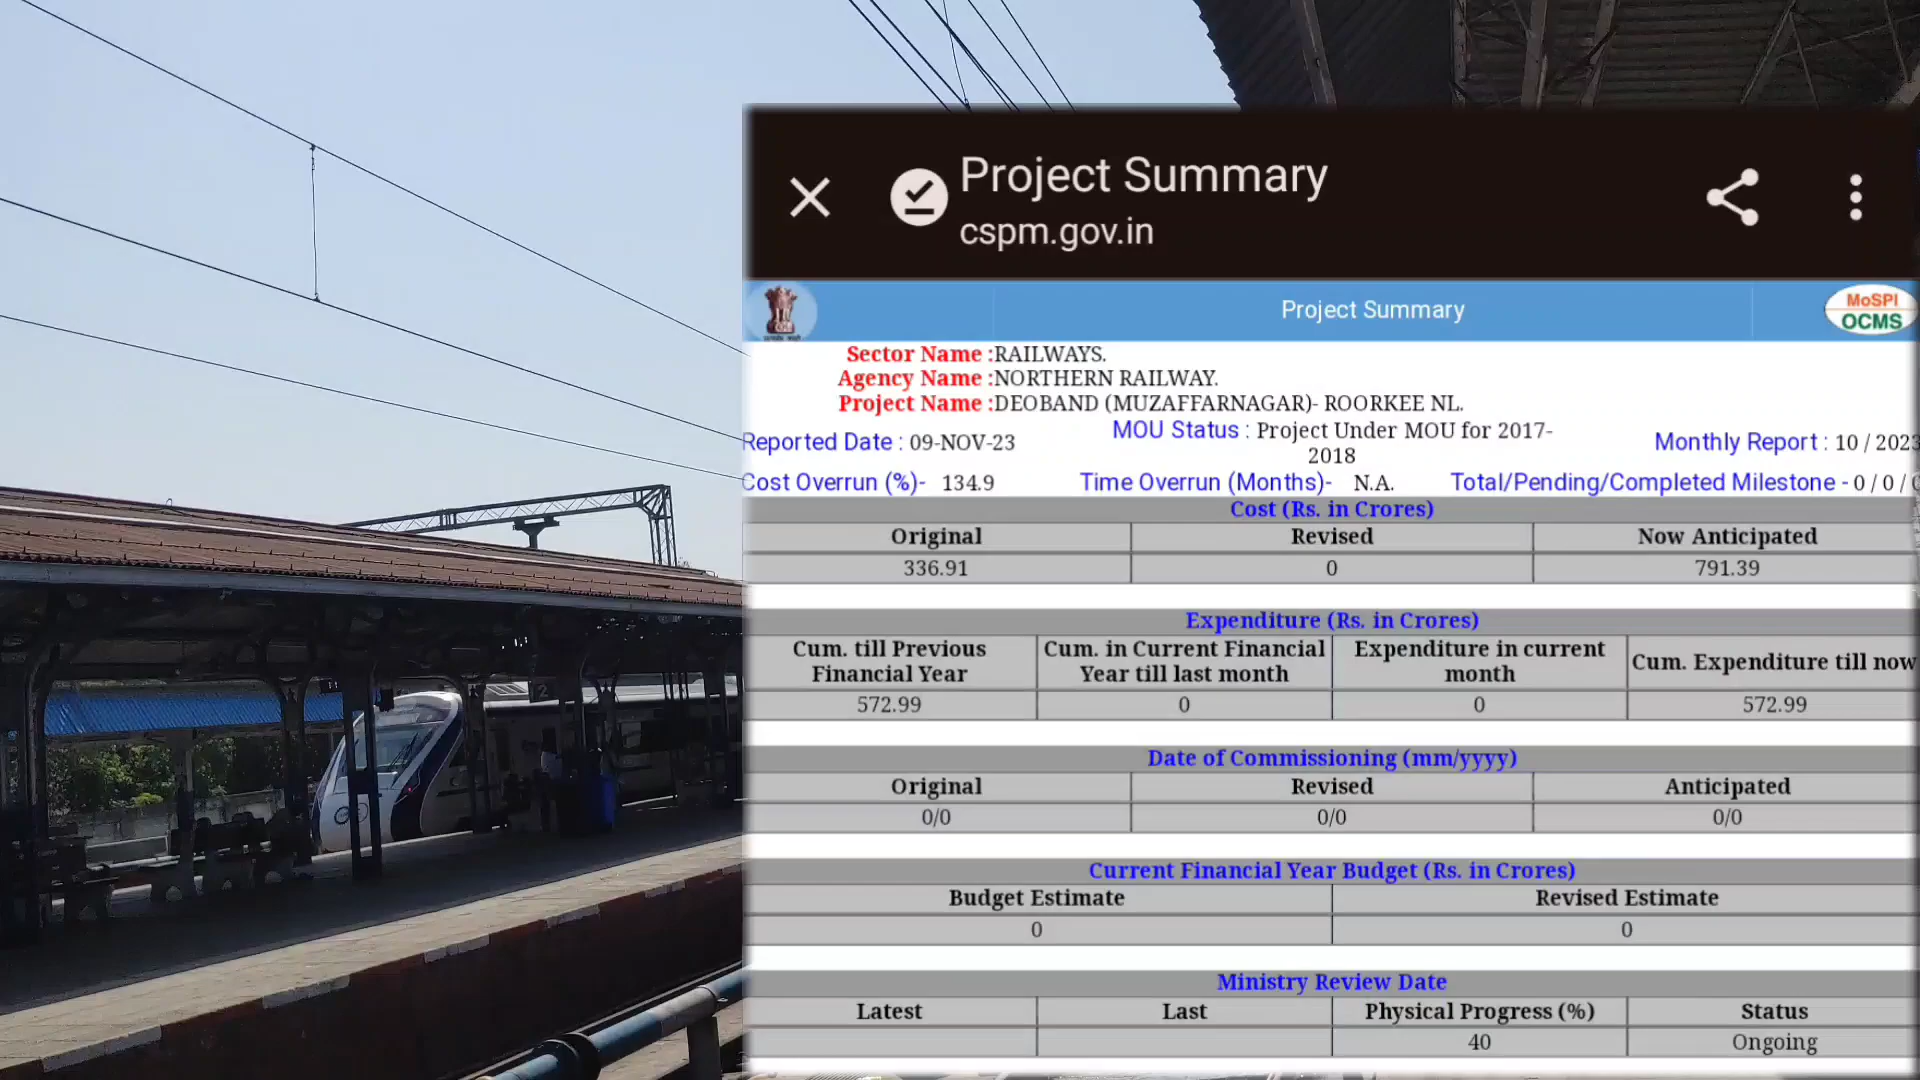 Project Summary
cspm.gov.in
Project Summary
MoSPI
OCMS
Sector Name :RAILWAYS.
Agency Name :NORTHERN RAILWAY.
Project Name :DEOBAND (MUZAFFARNAGAR)- ROORKEE NL.
Reported Date : 09-NOV-23 MOU Status : Project Under MOU for 2017-
2018 Monthly Report : 10 / 2023
Cost Overrun (%)- 134.9 Time Overrun (Months)- N.A. Total/Pending/Completed Milestone - 0 / 0 / 0
Cost (Rs. in Crores)
Original Revised Now Anticipated
336.91 0 791.39
Expenditure (Rs. in Crores)
Cum. till Previous
Financial Year
Cum. in Current Financial
Year till last month
Expenditure in current
month
Cum. Expenditure till now
572.99 0 0 572.99
Date of Commissioning (mm/yyyy)
Original Revised Anticipated
0/0 0/0 0/0
Current Financial Year Budget (Rs. in Crores)
Budget Estimate Revised Estimate
0 0
Ministry Review Date
Latest Last Physical Progress (%) Status
40 Ongoing
2